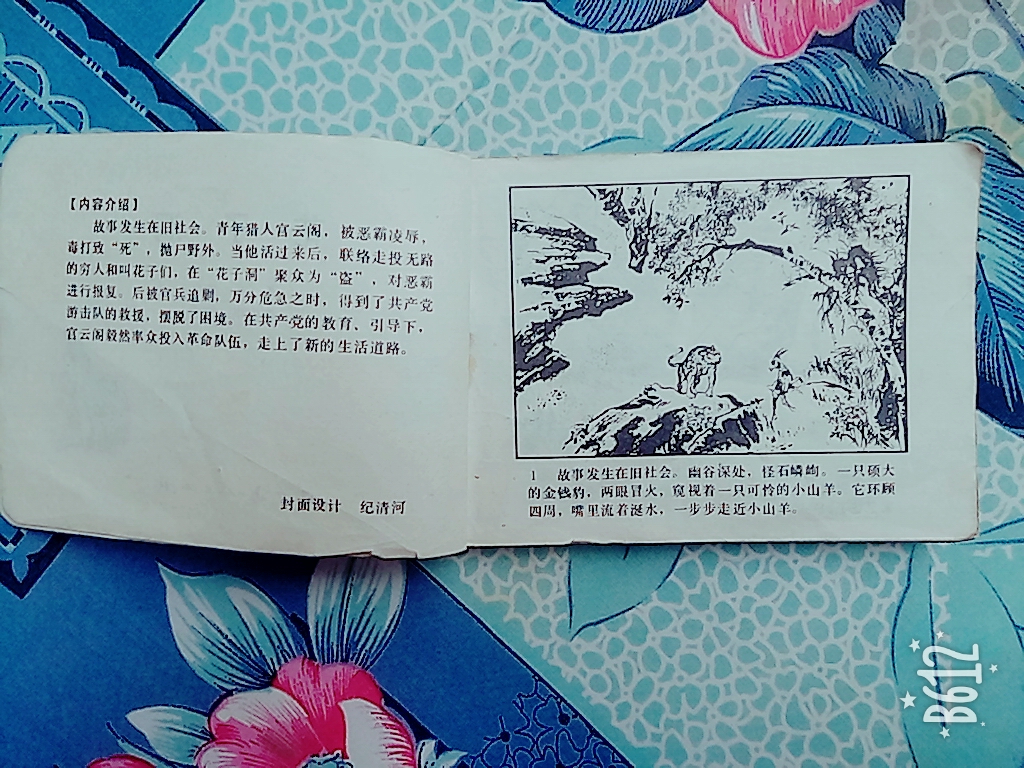 【内容介绍】
故事发生在旧社会。青年猎人官云阁，被恶霸凌辱，
毒打致“死”，抛尸野外。当他活过来后，联络走投无路
的穷人和叫花子们，在“花子洞”聚众为“盗”，对恶霸
进行报复。后被官兵追剿，万分危急之时，得到了共产党
游击队的救援，摆脱了困境。在共产党的教育、引导下，
官云阁毅然率众投入革命队伍，走上了新的生活道路。
封面设计 纪清河
1 故事发生在旧社会。幽谷深处，怪石嶙峋。一只硕大
的金钱豹，两眼冒火，窥视着一只可怜的小山羊。它环顾
四周，嘴里流着涎水，一步步走近小山羊。
B612